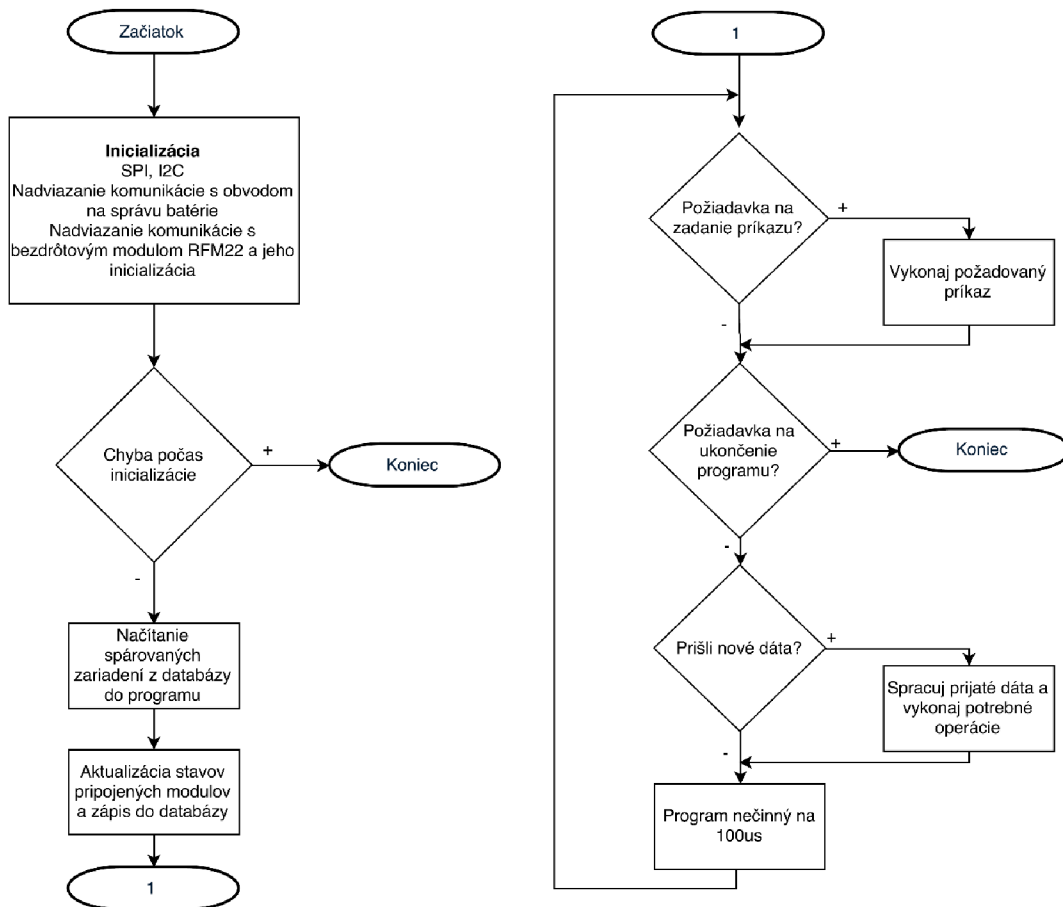 Začiatok
Inicializácia
SPI, I2C
Nadviazanie komunikácie s obvodom
na správu batérie
Nadviazanie komunikácie s
bezdrôtovým modulom RFM22 a jeho
inicializácia
Chyba počas
inicializácie
+
Koniec
-
Načítanie
spárovaných
zariadení z databázy
do programu
Aktualizácia stavov
pripojených modulov
a zápis do databázy
1
1
Požiadavka na
zadanie príkazu?
+
Vykonaj požadovaný
príkaz
-
Požiadavka na
ukončenie
programu?
+
Koniec
-
Prišli nové dáta?
+
Spracuj prijaté dáta a
vykonaj potrebné
operácie
-
Program nečinný na
100us